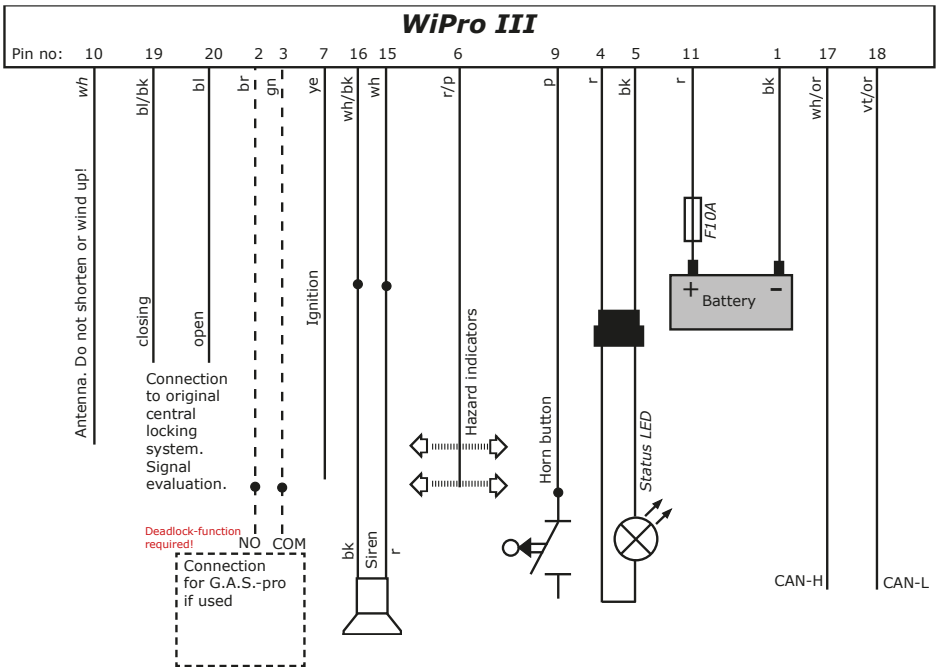 WiPro III
Pin no: 10 19 20 2 3 7 16 15 6 9 4 5 11 1 17 18
wh bl/bk bl br gn ye wh/bk wh r/p p r bk r bk wh/or vt/or
Antenna. Do not shorten or wind up!
closing
open
Ignition
Hazard indicators
Horn button
Status LED
F10A
+ Battery -
Connection
to original
central
locking
system.
Signal
evaluation.
Deadlock-function
required!
NO COM
Connection
for G.A.S.-pro
if used
bk Siren r
CAN-H CAN-L